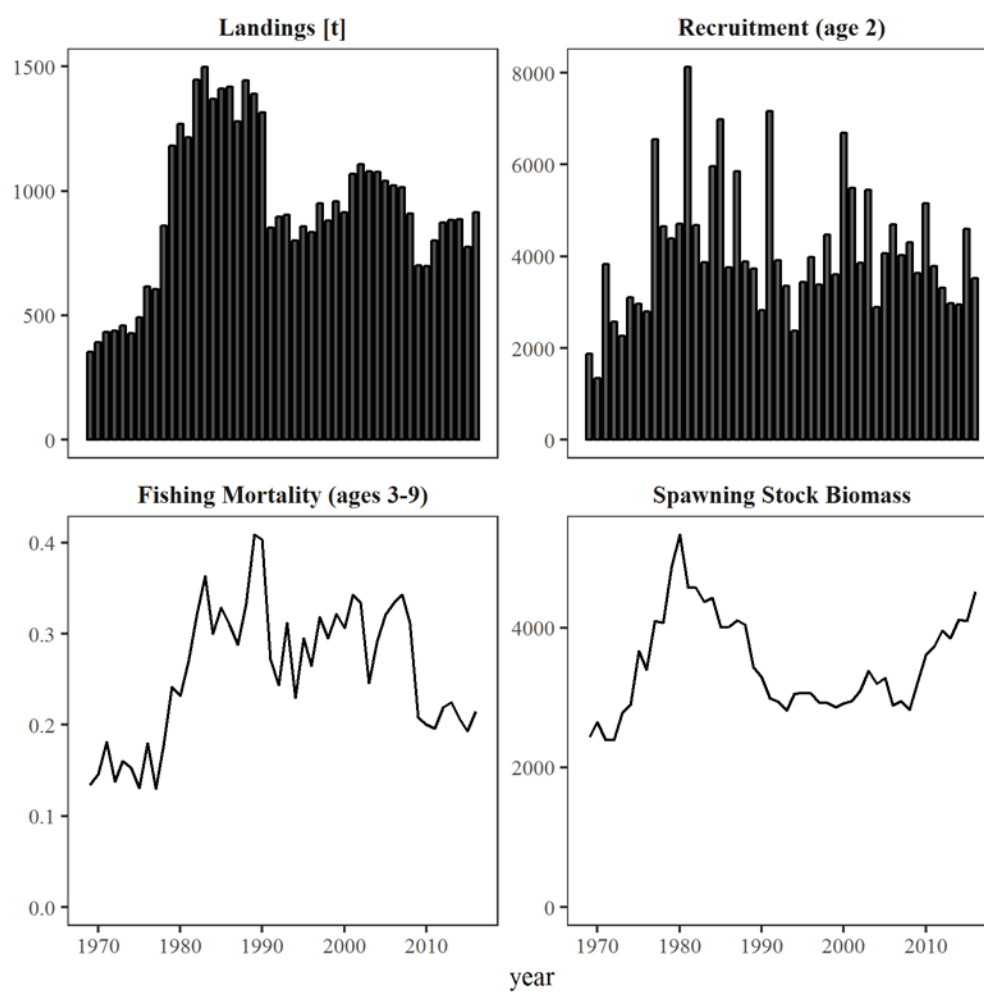 Landings [t]
Recruitment (age 2)
1500
1000
500
0
8000
6000
4000
2000
0
Fishing Mortality (ages 3-9)
Spawning Stock Biomass
0.4
0.3
0.2
0.1
0.0
4000
2000
0
1970 1980 1990 2000 2010
1970 1980 1990 2000 2010
year